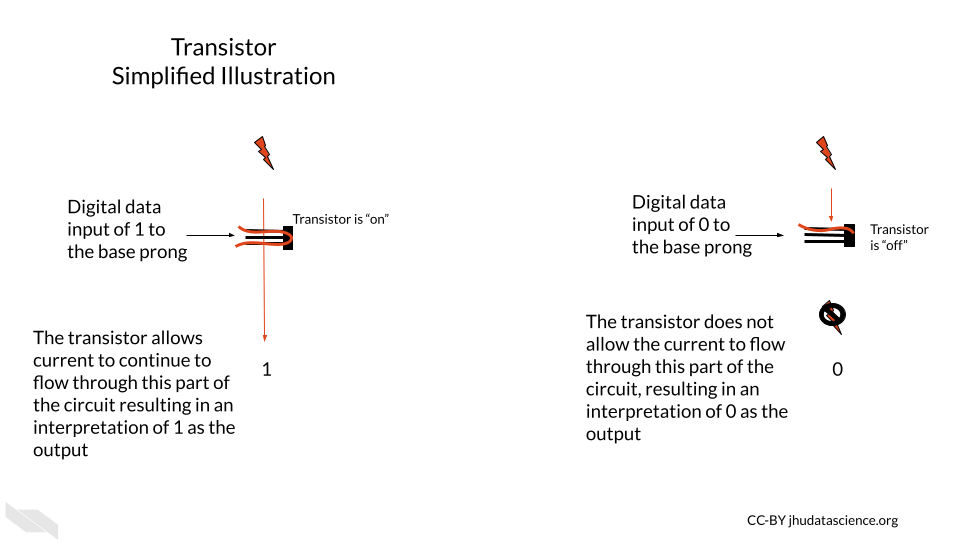 Transistor
Simplified Illustration
Digital data
input of 1 to
the base prong
Transistor is “on”
The transistor allows
current to continue to
flow through this part of
the circuit resulting in an
interpretation of 1 as the
output
1
Digital data
input of 0 to
the base prong
Transistor
is “off”
The transistor does not
allow the current to flow
through this part of the
circuit, resulting in an
interpretation of 0 as the
output
0
CC-BY jhudatascience.org